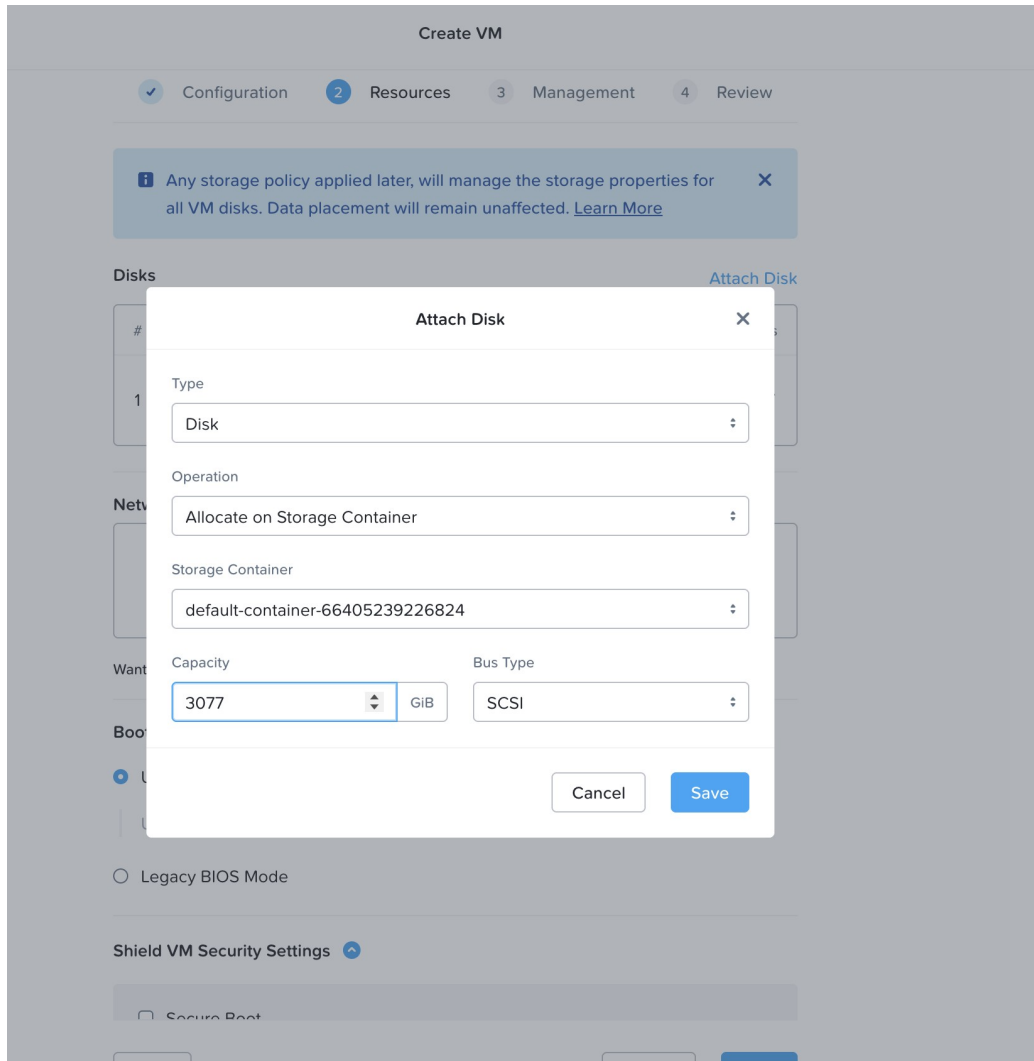 Create VM
Configuration 2 Resources 3 Management 4 Review
Any storage policy applied later, will manage the storage properties for
all VM disks. Data placement will remain unaffected. Learn More
Disks Attach Disk
#
Attach Disk
1
Type
Disk
Operation
Allocate on Storage Container
Storage Container
default-container-66405239226824
Want
Capacity Bus Type
3077 GiB SCSI
Cancel Save
Legacy BIOS Mode
Shield VM Security Settings
Secure Boot